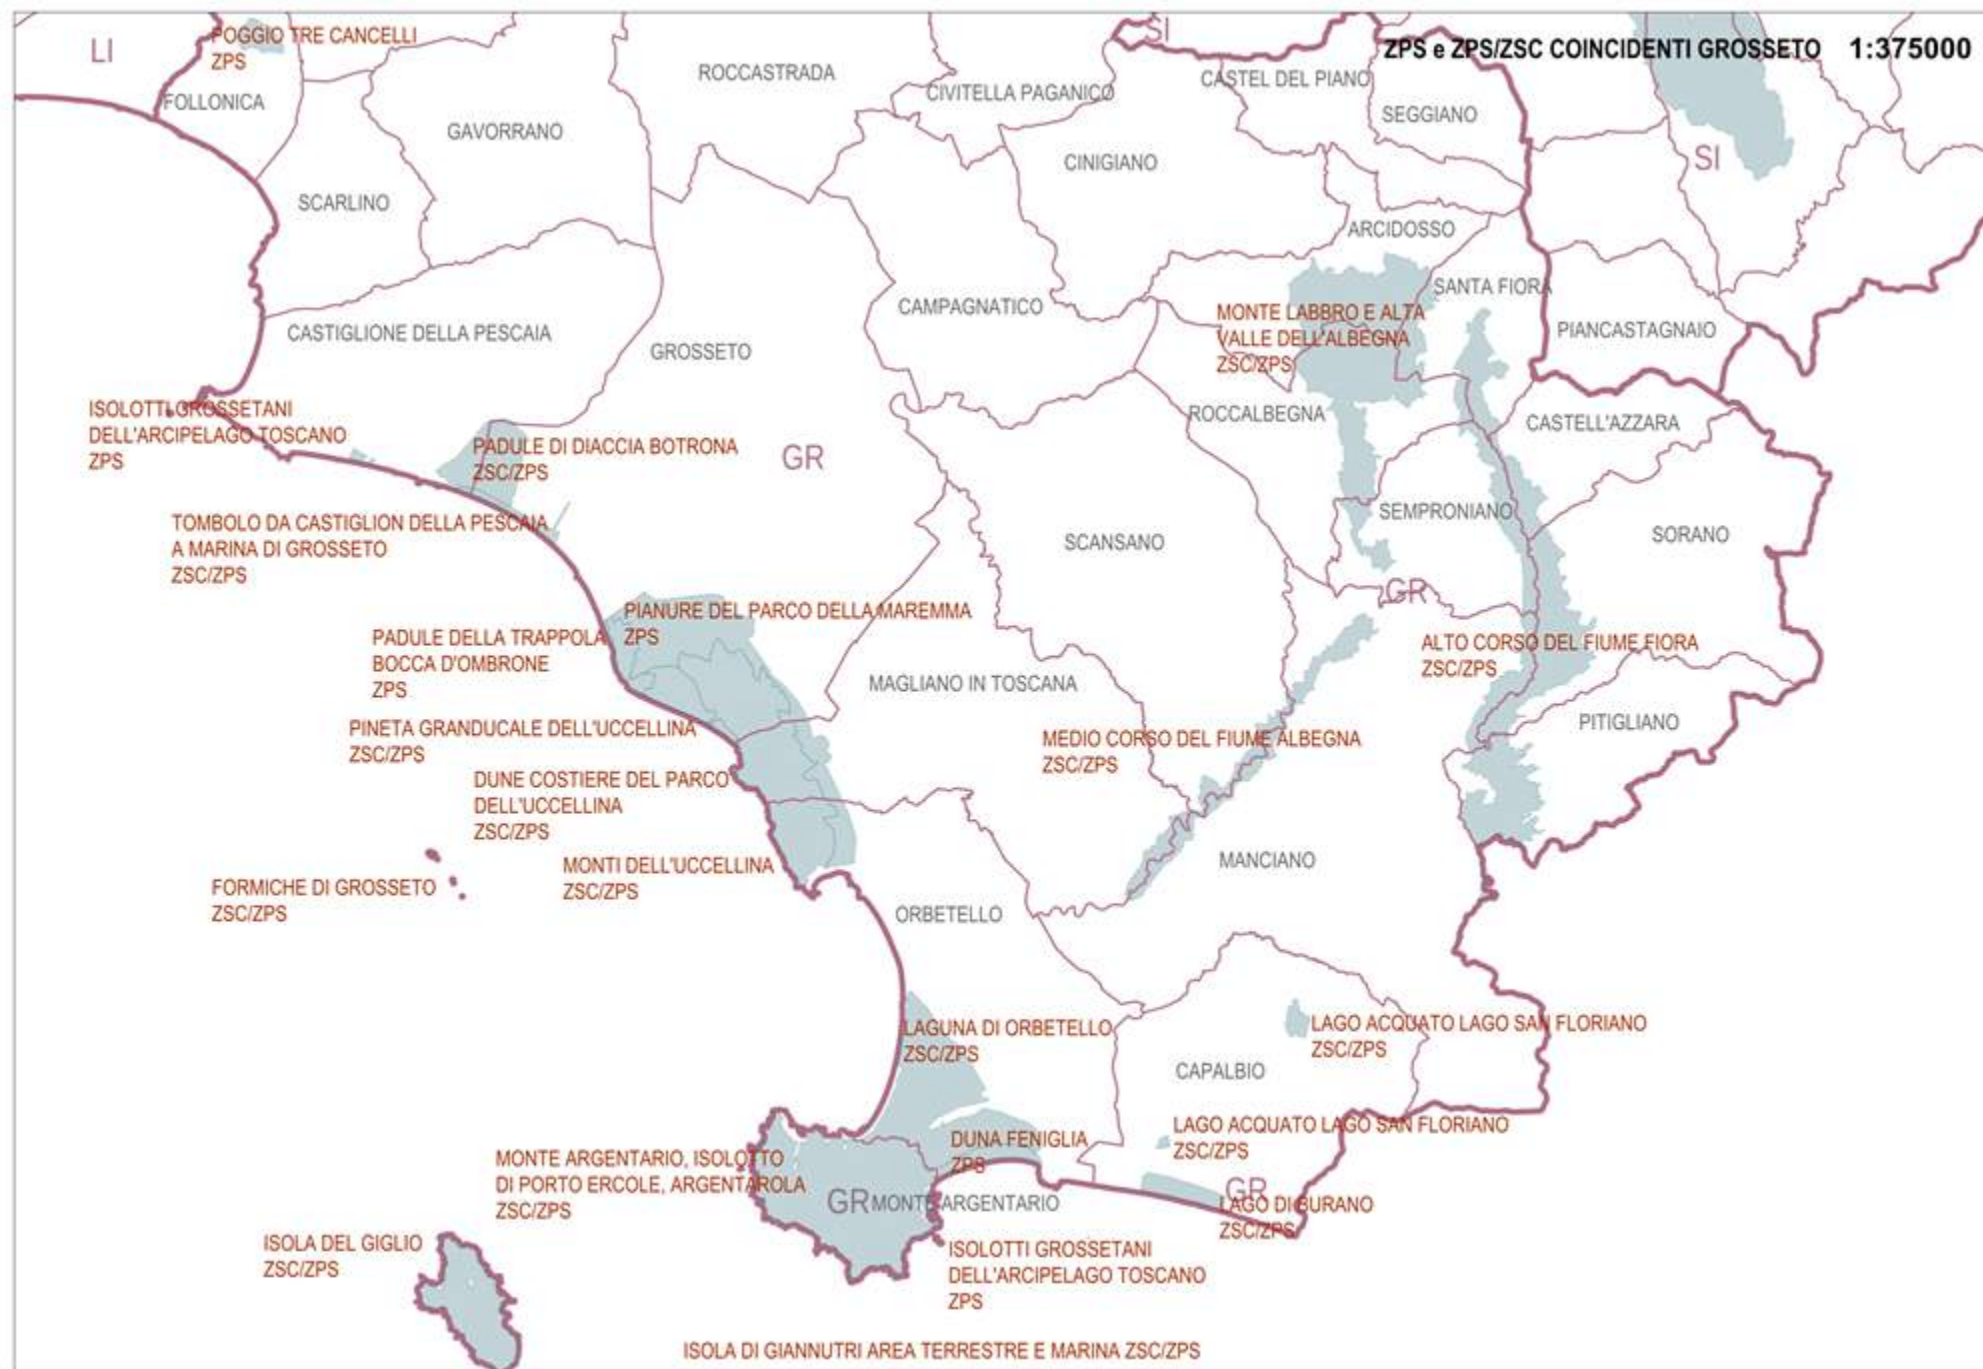 ZPS e ZPS/ZSC COINCIDENTI GROSSETO 1:375000
LI
SI
POGGIO TRE CANCELLI
ZPS
FOLLONICA
ROCCASTRADA
CIVITELLA PAGANICO
CASTEL DEL PIANO
SEGGIANO
GAVORRANO
CINIGIANO
SI
SCARLINO
ARCIDOSSO
SANTA FIORA
CAMPAGNATICO
MONTE LABBRO E ALTA
VALLE DELL'ALBEGNA
ZSC/ZPS
PIANCASTAGNAIO
CASTIGLIONE DELLA PESCAIA
GROSSETO
ISOLOTTI GROSSETANI
DELL'ARCIPELAGO TOSCANO
ZPS
ROCCALBEGNA
CASTELL'AZZARA
PADULE DI DIACCIA BOTRONA
ZSC/ZPS
GR
TOMBOLO DA CASTIGLION DELLA PESCAIA
A MARINA DI GROSSETO
ZSC/ZPS
SCANSANO
SEMPRONIANO
SORANO
GR
PIANURE DEL PARCO DELLA MAREMMA
ZPS
PADULE DELLA TRAPPOLA
BOCCA D'OMBRONE
ZPS
ALTO CORSO DEL FIUME FIORA
ZSC/ZPS
MAGLIANO IN TOSCANA
PITIGLIANO
PINETA GRANDUCALE DELL'UCCELLINA
ZSC/ZPS
MEDIO CORSO DEL FIUME ALBEGNA
ZSC/ZPS
DUNE COSTIERE DEL PARCO
DELL'UCCELLINA
ZSC/ZPS
MONTI DELL'UCCELLINA
ZSC/ZPS
MANCIANO
FORMICHE DI GROSSETO
ZSC/ZPS
ORBETELLO
LAGUNA DI ORBETELLO
ZSC/ZPS
LAGO ACQUATO LAGO SAN FLORIANO
ZSC/ZPS
CAPALBIO
LAGO ACQUATO LAGO SAN FLORIANO
ZSC/ZPS
DUNA FENIGLIA
ZPS
MONTE ARGENTARIO, ISOLOTTO
DI PORTO ERCOLE, ARGENTAROLA
ZSC/ZPS
GR
MONTE ARGENTARIO
GR
LAGO DI BURANO
ZSC/ZPS
ISOLA DEL GIGLIO
ZSC/ZPS
ISOLOTTI GROSSETANI
DELL'ARCIPELAGO TOSCANO
ZPS
ISOLA DI GIANNUTRI AREA TERRESTRE E MARINA ZSC/ZPS